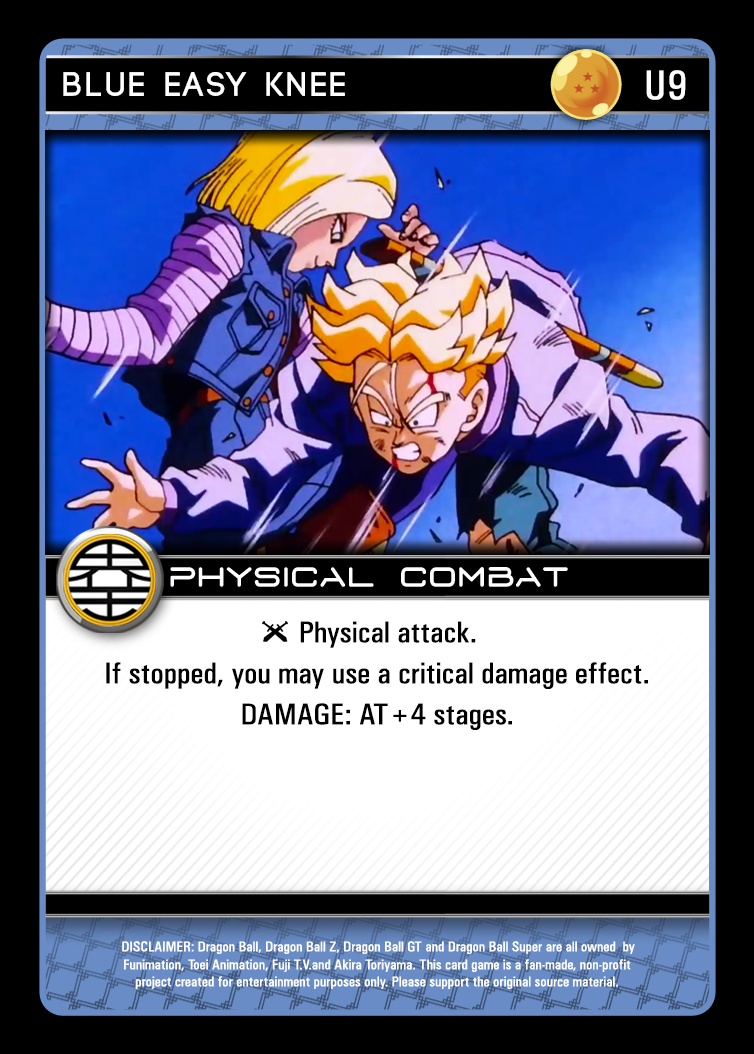 BLUE EASY KNEE
U9
PHYSICAL COMBAT
Physical attack.
If stopped, you may use a critical damage effect.
DAMAGE: AT + 4 stages.
DISCLAIMER: Dragon Ball, Dragon Ball Z, Dragon Ball GT and Dragon Ball Super are all owned by
Funimation, Toei Animation, Fuji T.V.and Akira Toriyama. This card game is a fan-made, non-profit
project created for entertainment purposes only. Please support the original source material.